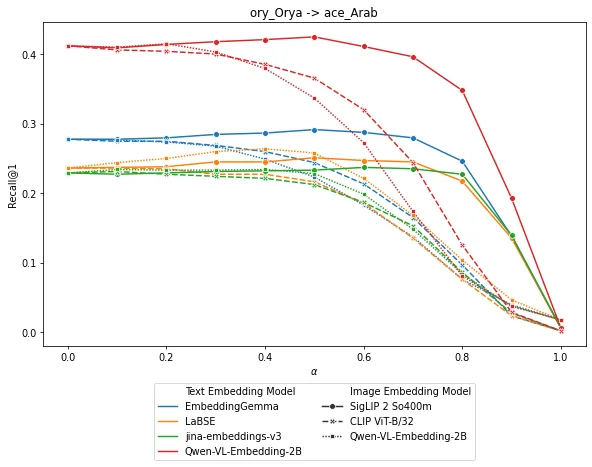 ory_Orya -> ace_Arab
Recall@1
0.4
0.3
0.2
0.1
0.0
0.0 0.2 0.4 0.6 0.8 1.0
α
Text Embedding Model Image Embedding Model
EmbeddingGemma SigLIP 2 So400m
LaBSE CLIP ViT-B/32
jina-embeddings-v3 Qwen-VL-Embedding-2B
Qwen-VL-Embedding-2B